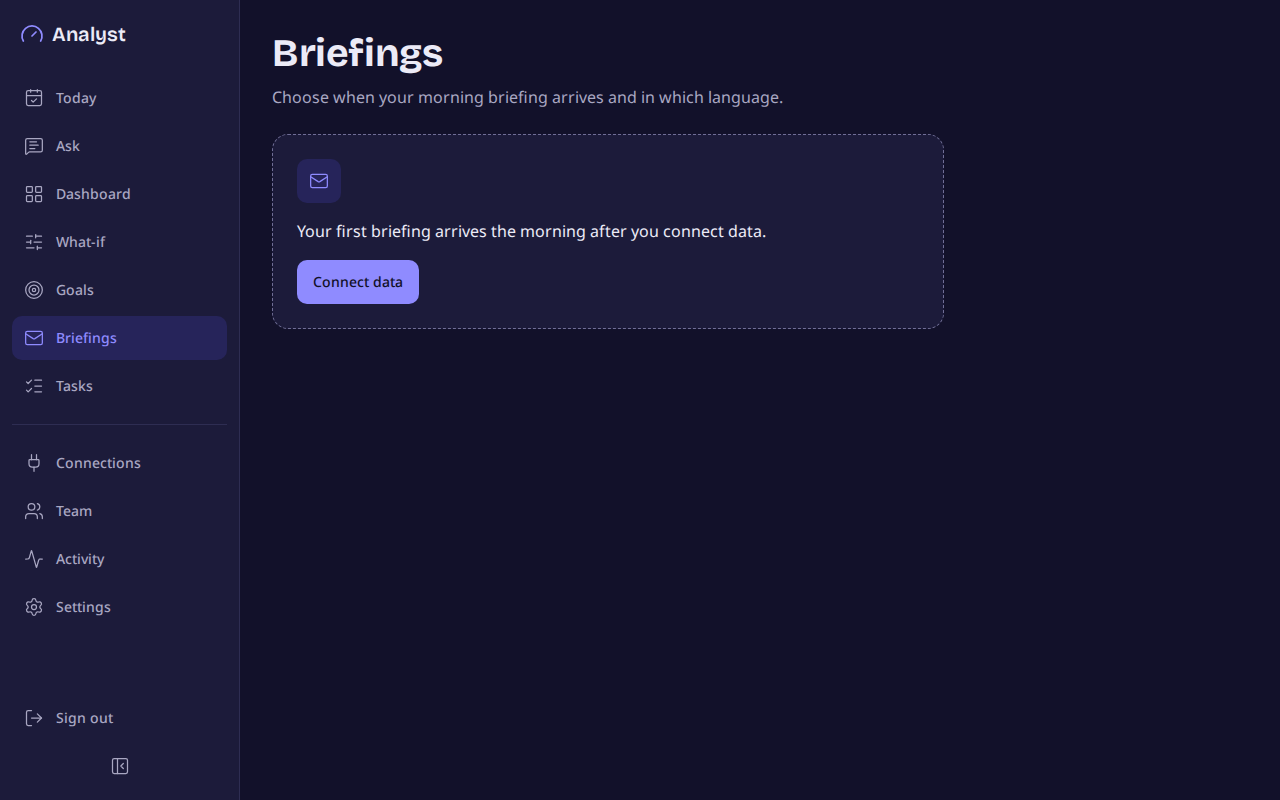 Analyst
Today
Ask
Dashboard
What-if
Goals
Briefings
Tasks
Connections
Team
Activity
Settings
Sign out
Briefings
Choose when your morning briefing arrives and in which language.
Your first briefing arrives the morning after you connect data.
Connect data